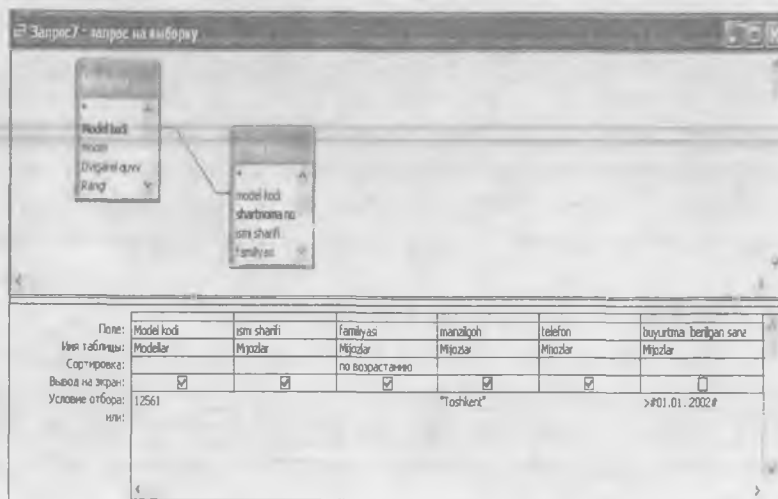 Запрос7 - запрос на выборку
*
Model kodi
model
Dvigatel quvv
Rangi
*
model kodi
shartnoma no
ismi sharifi
familiyasi
Поле: Model kodi ismi sharifi familiyasi manzilgoh telefon buyurtma berilgan sana
Имя таблицы: Modellar Mijozlar Mijozlar Mijozlar Mijozlar Mijozlar
Сортировка: по возрастанию
Вывод на экран:
Условие отбора: 12561 "Toshkent" >#01.01.2002#
или: